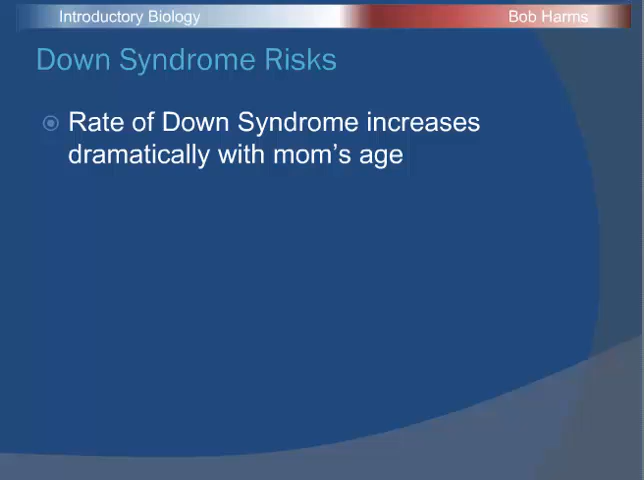 Introductory Biology
Bob Harms
Down Syndrome Risks
Rate of Down Syndrome increases
dramatically with mom’s age